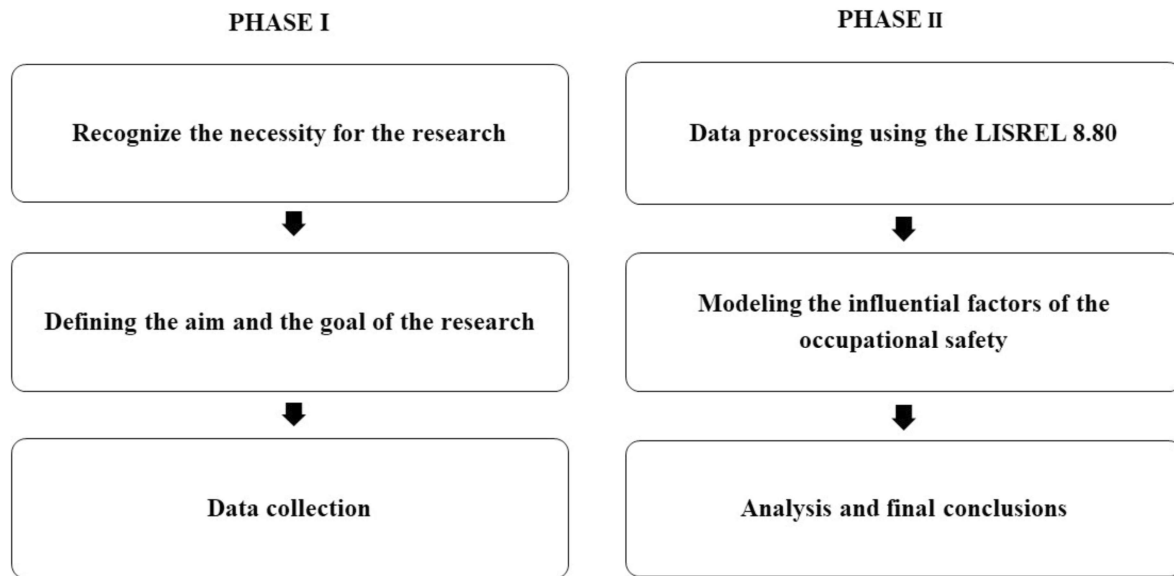 PHASE I
Recognize the necessity for the research
Defining the aim and the goal of the research
Data collection
PHASE II
Data processing using the LISREL 8.80
Modeling the influential factors of the
occupational safety
Analysis and final conclusions